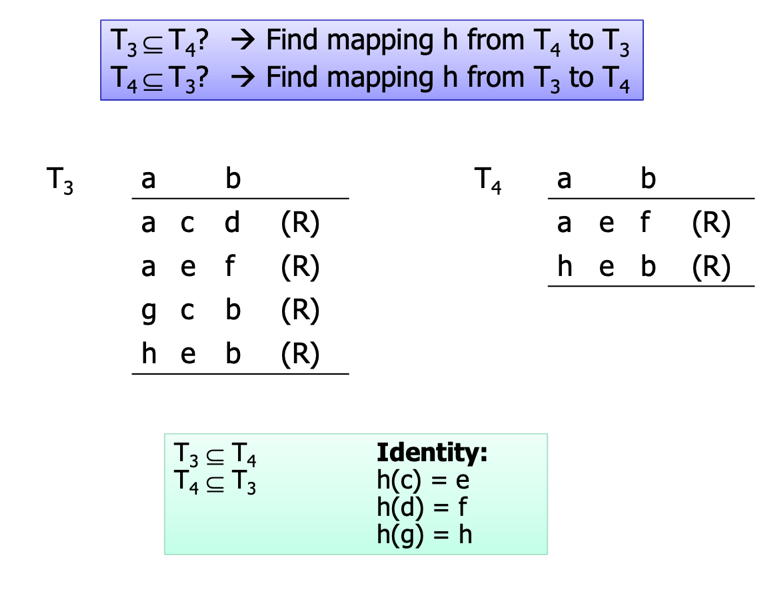 T₃ ⊆ T₄? → Find mapping h from T₄ to T₃
T₄ ⊆ T₃? → Find mapping h from T₃ to T₄
T₃ a b
a c d (R)
a e f (R)
g c b (R)
h e b (R)
T₄ a b
a e f (R)
h e b (R)
T₃ ⊆ T₄
T₄ ⊆ T₃
Identity:
h(c) = e
h(d) = f
h(g) = h